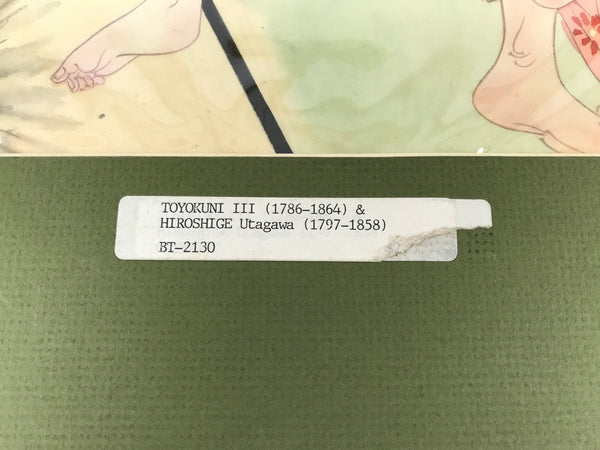 TOYOKUNI III (1786-1864) &
HIROSHIGE Utagawa (1797-1858)
BT-2130